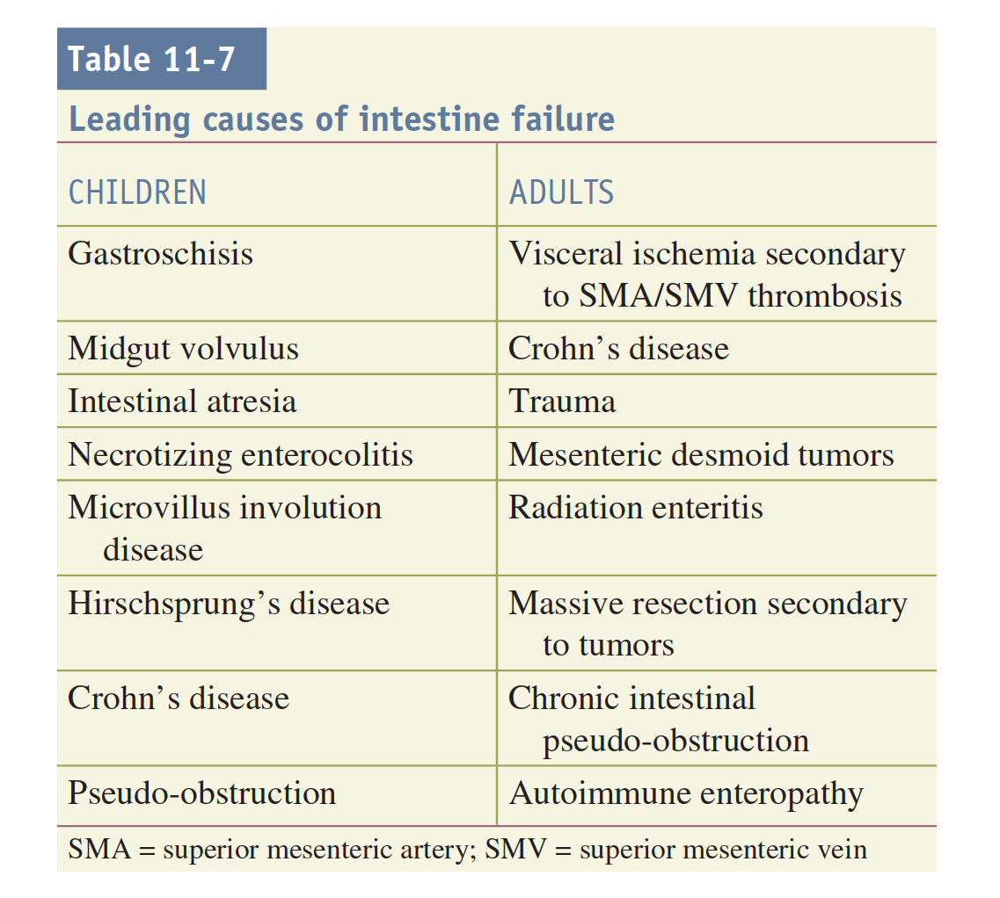 Table 11-7
Leading causes of intestine failure
CHILDREN ADULTS
Gastroschisis Visceral ischemia secondary
to SMA/SMV thrombosis
Midgut volvulus Crohn’s disease
Intestinal atresia Trauma
Necrotizing enterocolitis Mesenteric desmoid tumors
Microvillus involution Radiation enteritis
disease
Hirschsprung’s disease Massive resection secondary
to tumors
Crohn’s disease Chronic intestinal
pseudo-obstruction
Pseudo-obstruction Autoimmune enteropathy
SMA = superior mesenteric artery; SMV = superior mesenteric vein